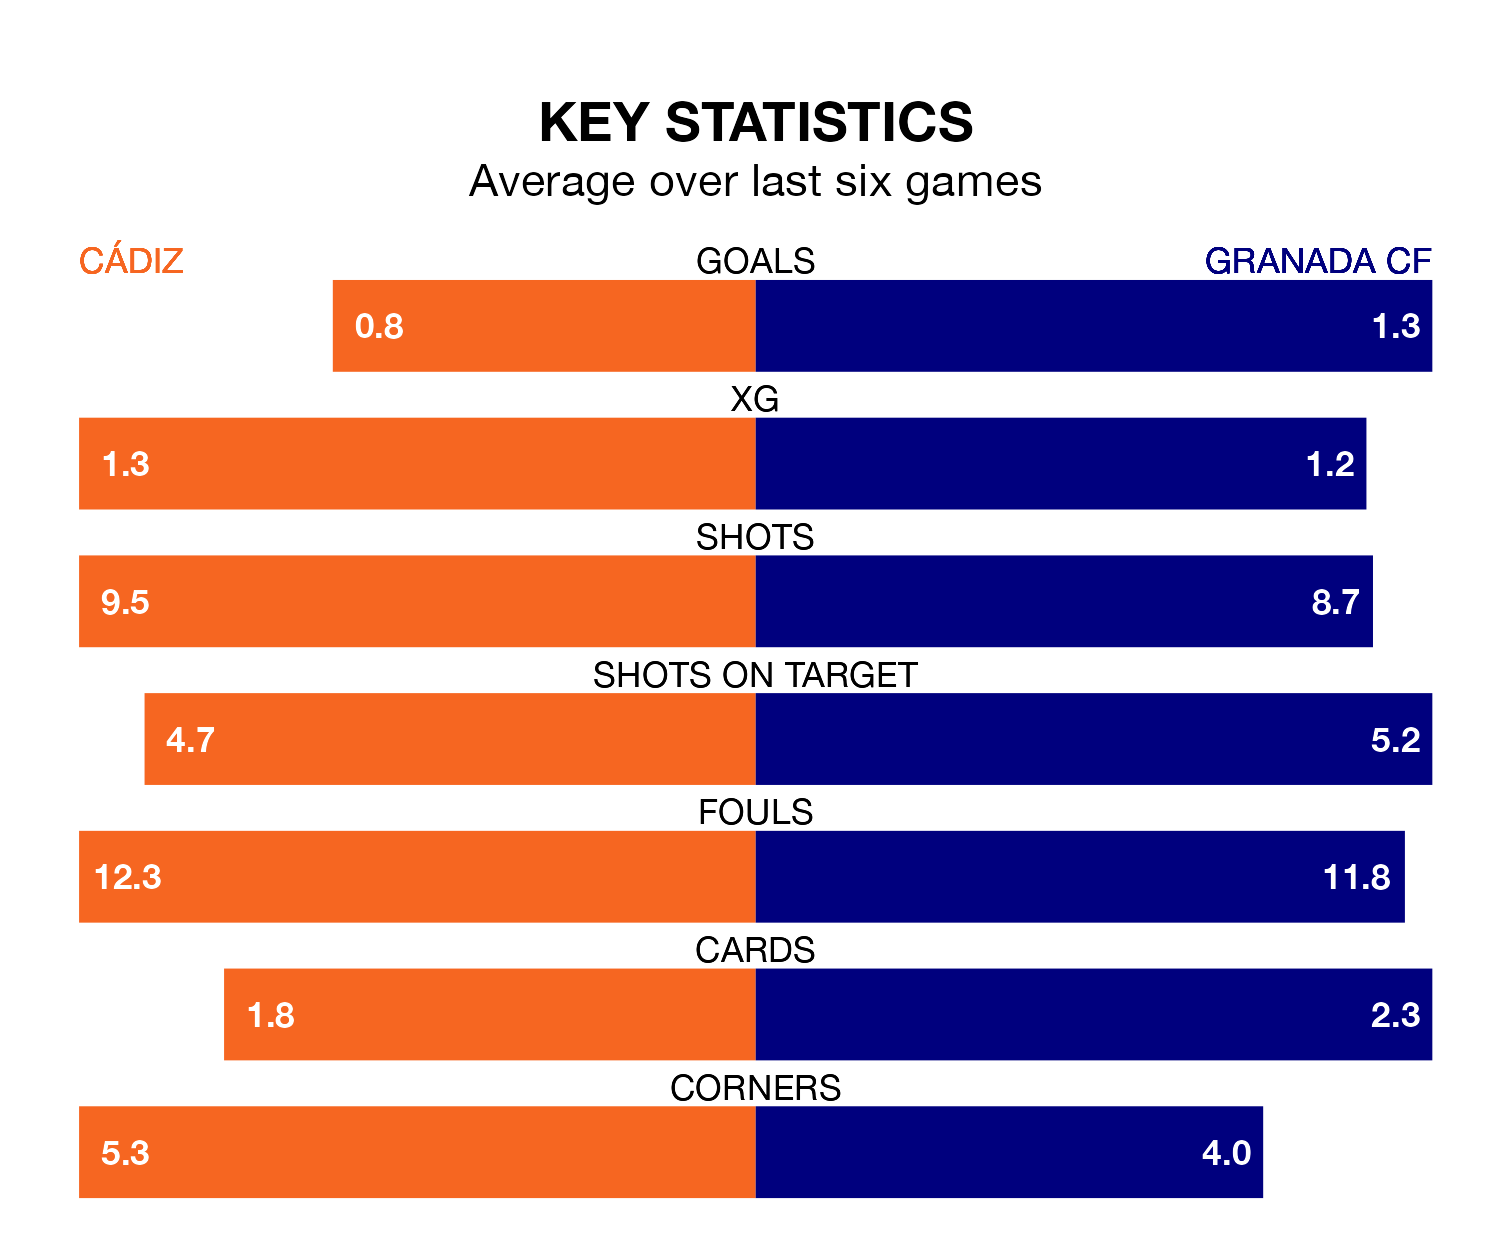 KEY STATISTICS
Average over last six games
CÁDIZ GOALS GRANADA CF
0.8 1.3
XG
1.3 1.2
SHOTS
9.5 8.7
SHOTS ON TARGET
4.7 5.2
FOULS
12.3 11.8
CARDS
1.8 2.3
CORNERS
5.3 4.0